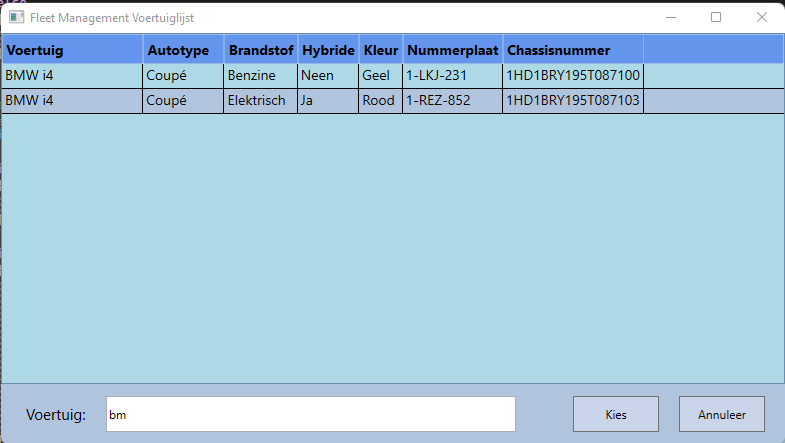 Fleet Management Voertuiglijst
Voertuig Autotype Brandstof Hybride Kleur Nummerplaat Chassisnummer
BMW i4 Coupé Benzine Neen Geel 1-LKJ-231 1HD1BRY195T087100
BMW i4 Coupé Elektrisch Ja Rood 1-REZ-852 1HD1BRY195T087103
Voertuig: bm Kies Annuleer